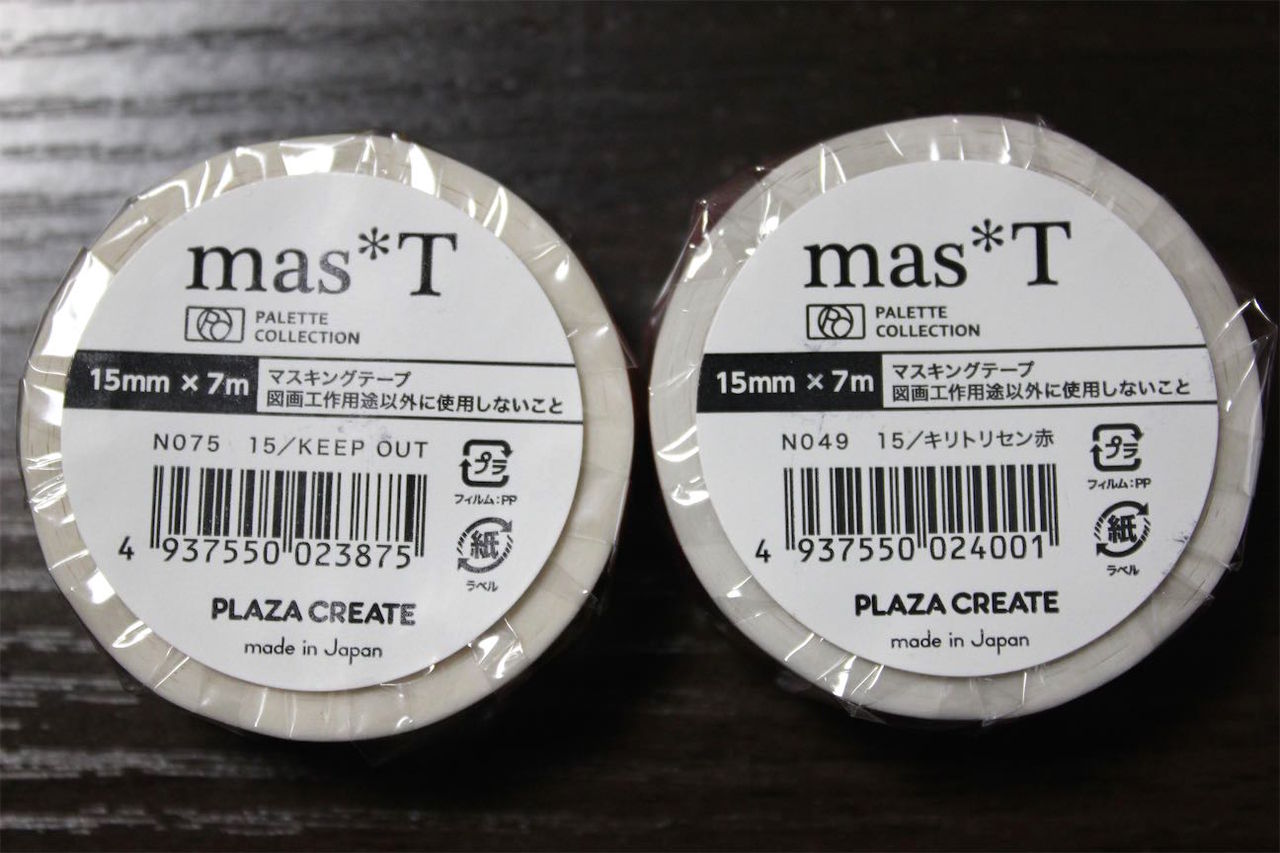 mas*T
PALETTE
COLLECTION
15mm × 7m
マスキングテープ
図画工作用途以外に使用しないこと
N075 15/KEEP OUT
プラ
フィルム:PP
4 937550 023875
紙
ラベル
PLAZA CREATE
made in Japan
mas*T
PALETTE
COLLECTION
15mm × 7m
マスキングテープ
図画工作用途以外に使用しないこと
N049 15/キリトリセン赤
プラ
フィルム:PP
4 937550 024001
紙
ラベル
PLAZA CREATE
made in Japan